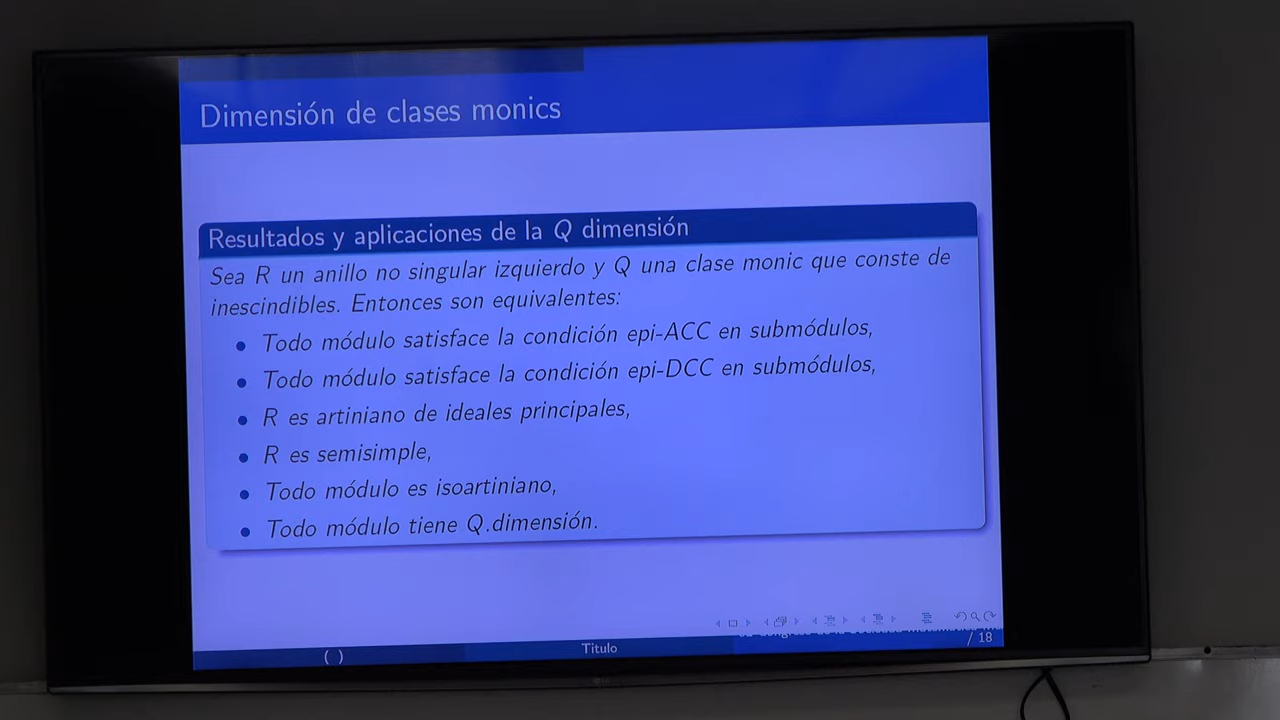 Dimensión de clases monics
Resultados y aplicaciones de la Q dimensión
Sea R un anillo no singular izquierdo y Q una clase monic que conste de
inescindibles. Entonces son equivalentes:
• Todo módulo satisface la condición epi-ACC en submódulos,
• Todo módulo satisface la condición epi-DCC en submódulos,
• R es artiniano de ideales principales,
• R es semisimple,
• Todo módulo es isoartiniano,
• Todo módulo tiene Q.dimensión.
( )
Titulo
/ 18